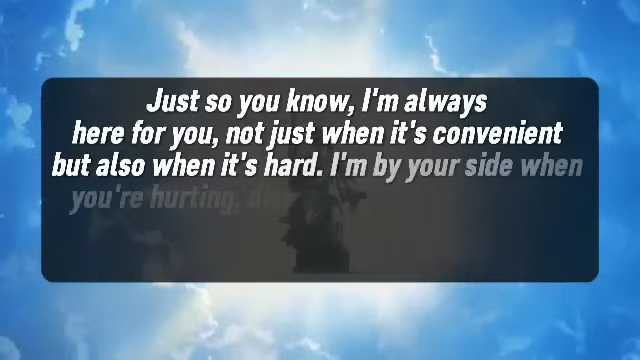 Just so you know, I'm always
here for you, not just when it's convenient
but also when it's hard. I'm by your side when
you're hurting,